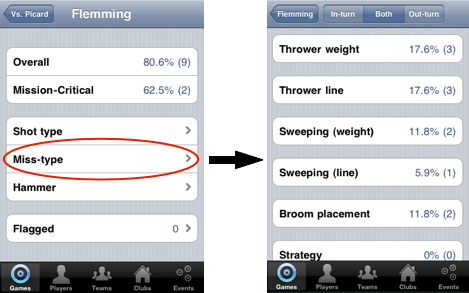 Vs. Picard
Flemming
Overall 80.6% (9)
Mission-Critical 62.5% (2)
Shot type
Miss-type
Hammer
Flagged 0
Games Players Teams Clubs Events
Flemming In-turn Both Out-turn
Thrower weight 17.6% (3)
Thrower line 17.6% (3)
Sweeping (weight) 11.8% (2)
Sweeping (line) 5.9% (1)
Broom placement 11.8% (2)
Strategy 0% (0)
Games Players Teams Clubs Events